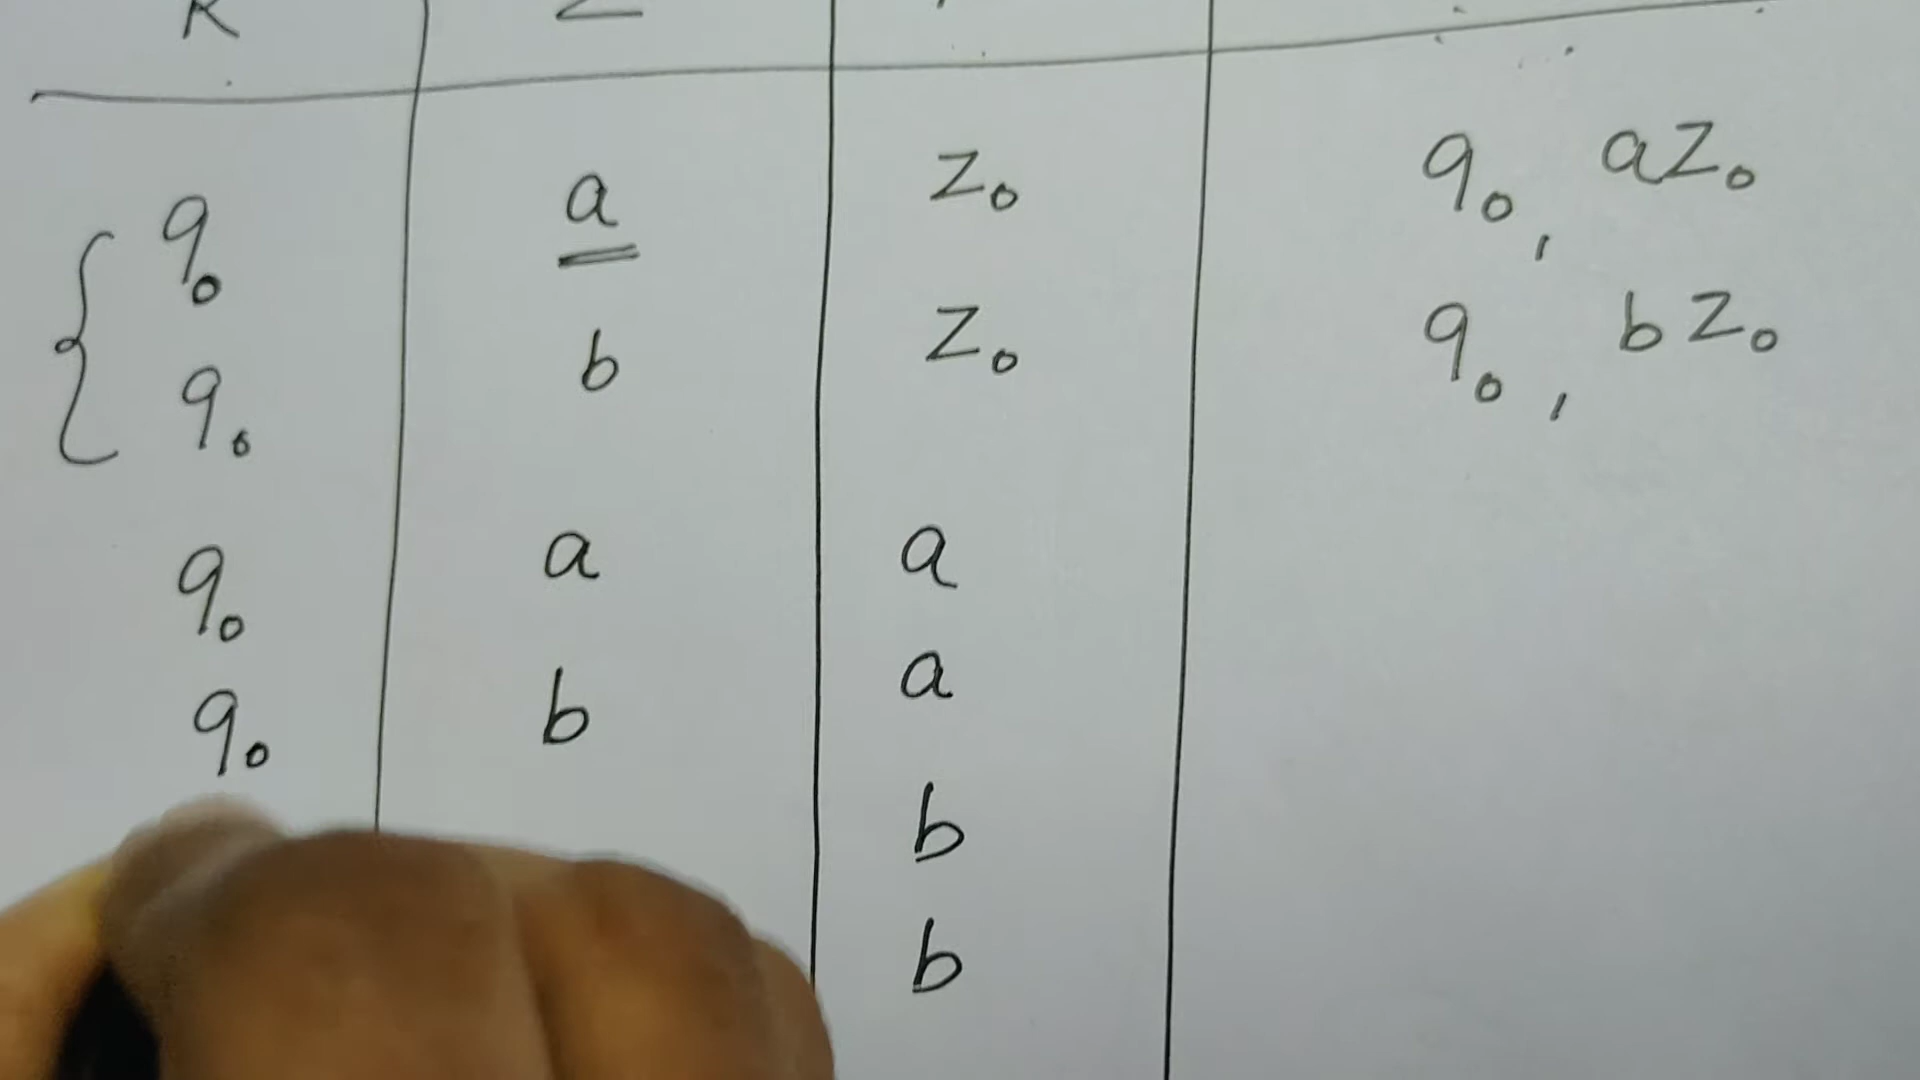 K Σ
q₀ a Z₀ q₀, aZ₀
q₀ b Z₀ q₀, bZ₀
q₀ a a
q₀ b a
b
b